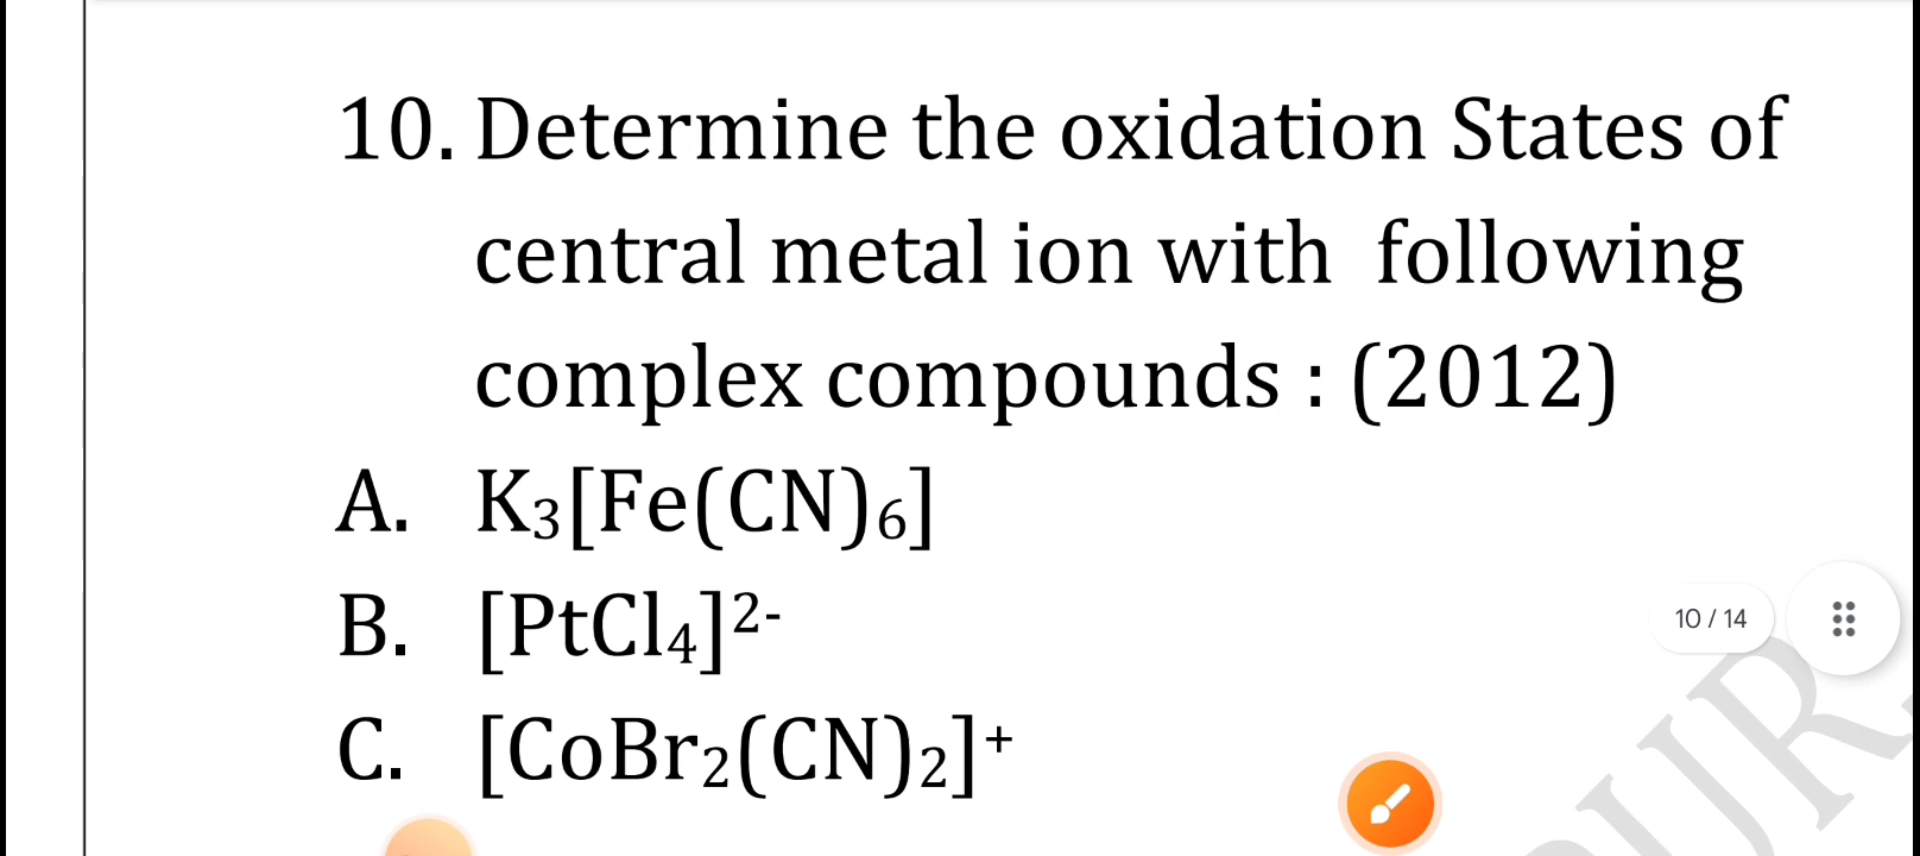 10. Determine the oxidation States of
central metal ion with following
complex compounds : (2012)
A. K₃[Fe(CN)₆]
B. [PtCl₄]²⁻
10 / 14
C. [CoBr₂(CN)₂]⁺